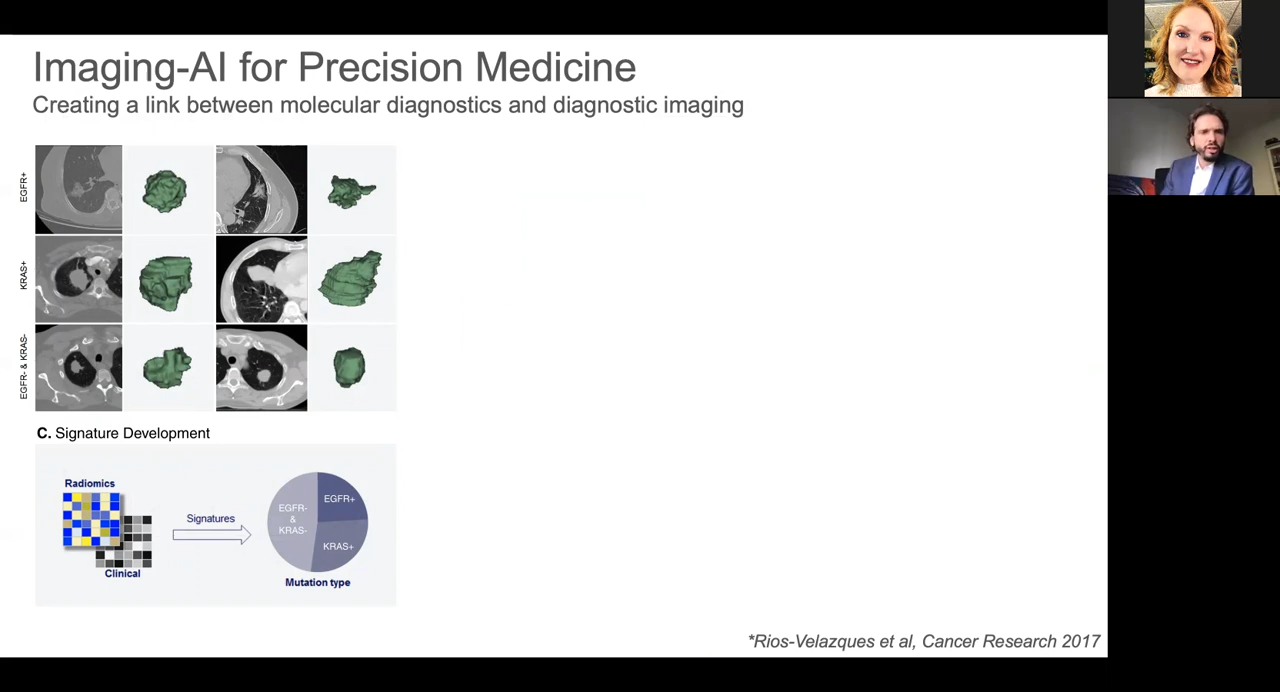 Imaging-AI for Precision Medicine
Creating a link between molecular diagnostics and diagnostic imaging
EGFR+
KRAS+
EGFR- & KRAS-
C. Signature Development
Radiomics
Clinical
Signatures
EGFR-
&
KRAS-
EGFR+
KRAS+
Mutation type
*Rios-Velazques et al, Cancer Research 2017